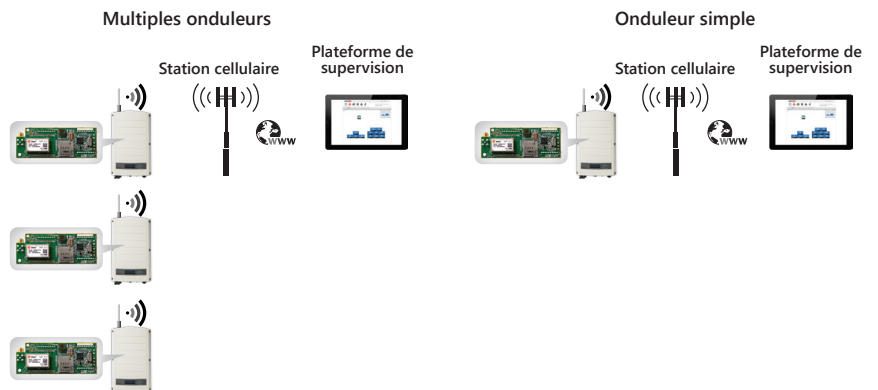 Multiples onduleurs
Station cellulaire
Plateforme de
supervision
www
Onduleur simple
Station cellulaire
Plateforme de
supervision
www